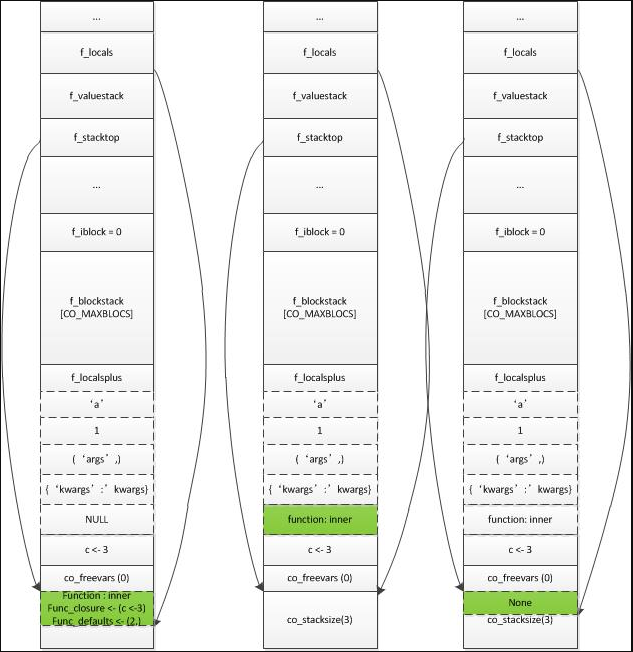 ...
f_locals
f_valuestack
f_stacktop
...
f_iblock = 0
f_blockstack
[CO_MAXBLOCS]
f_localsplus
‘a’
1
( ‘args’ ,)
{ ‘kwargs’ :’ kwargs}
NULL
c <- 3
co_freevars (0)
Function : inner
Func_closure <- (c <-3)
Func_defaults <- (2,)
...
f_locals
f_valuestack
f_stacktop
...
f_iblock = 0
f_blockstack
[CO_MAXBLOCS]
f_localsplus
‘a’
1
( ‘args’ ,)
{ ‘kwargs’ :’ kwargs}
function: inner
c <- 3
co_freevars (0)
co_stacksize(3)
...
f_locals
f_valuestack
f_stacktop
...
f_iblock = 0
f_blockstack
[CO_MAXBLOCS]
f_localsplus
‘a’
1
( ‘args’ ,)
{ ‘kwargs’ :’ kwargs}
function: inner
c <- 3
co_freevars (0)
None
co_stacksize(3)